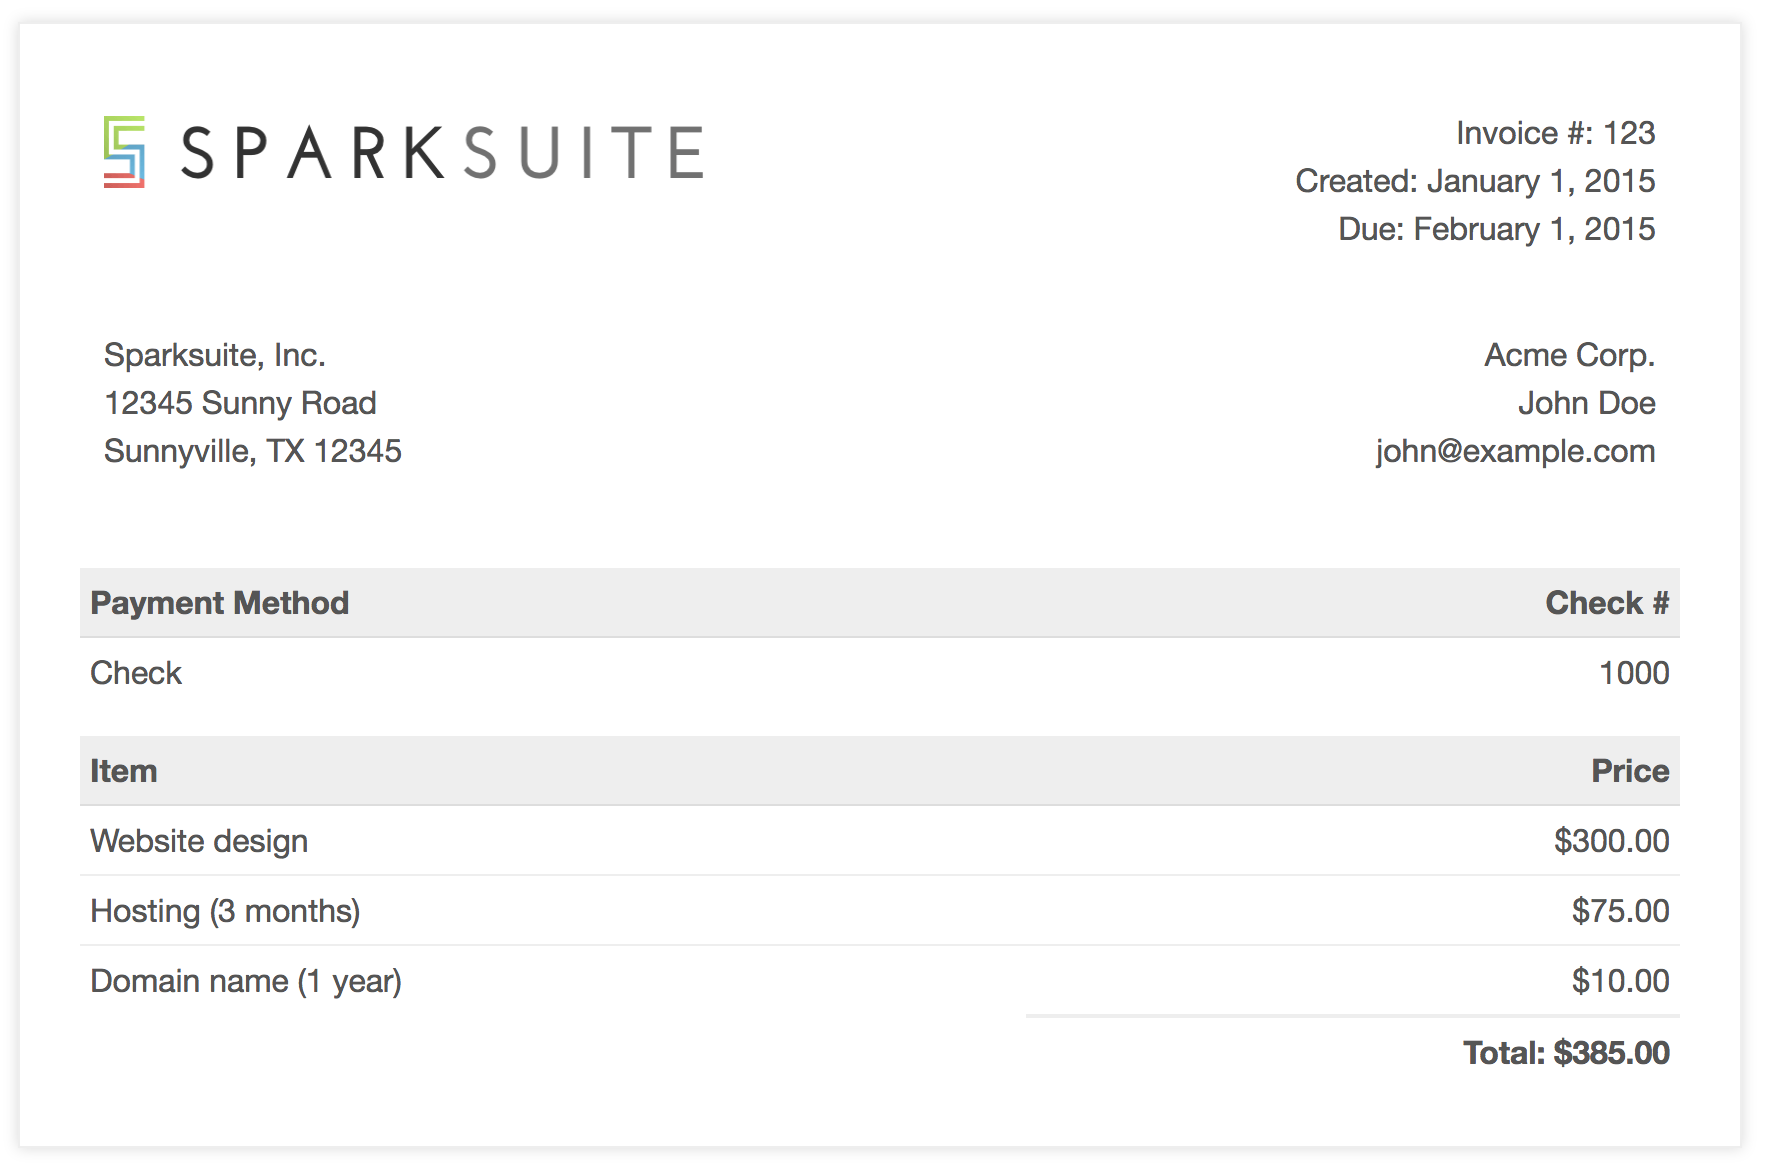 SPARKSUITE
Invoice #: 123
Created: January 1, 2015
Due: February 1, 2015
Sparksuite, Inc.
12345 Sunny Road
Sunnyville, TX 12345
Acme Corp.
John Doe
john@example.com
Payment Method Check #
Check 1000
Item Price
Website design $300.00
Hosting (3 months) $75.00
Domain name (1 year) $10.00
Total: $385.00